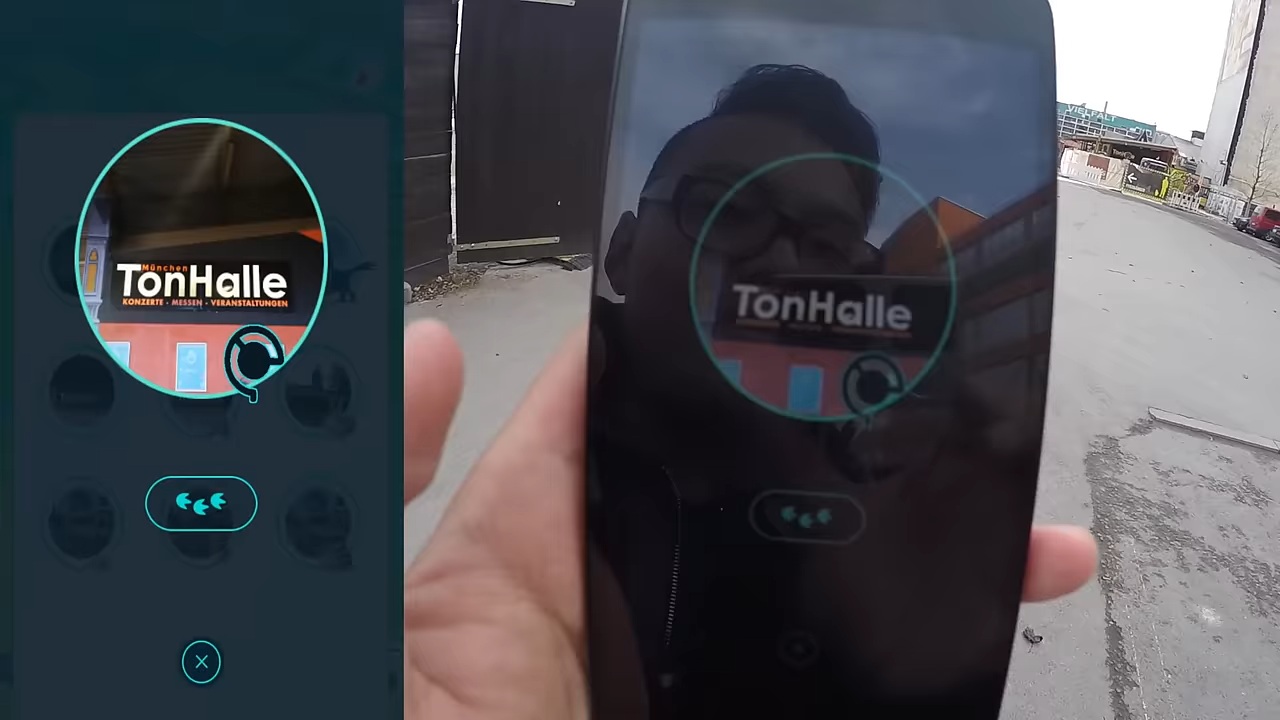 München
TonHalle
KONZERTE - MESSEN - VERANSTALTUNGEN
TonHalle
VIELFALT